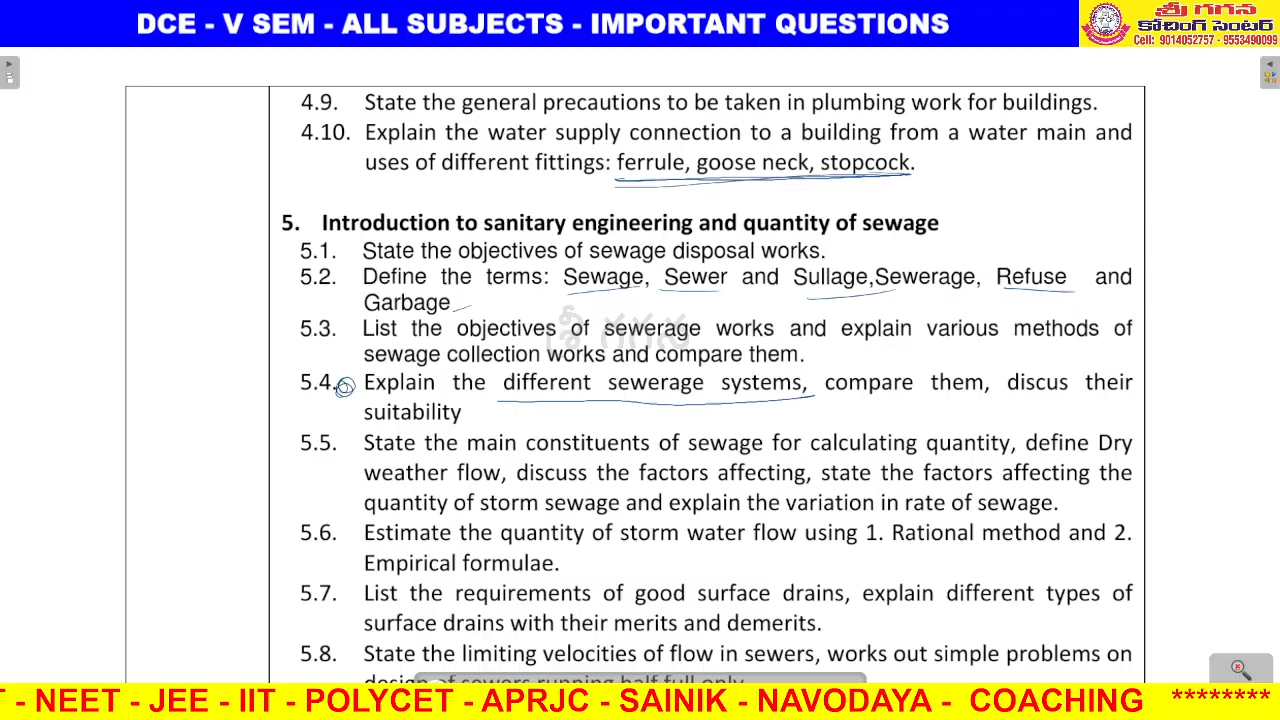 DCE - V SEM - ALL SUBJECTS - IMPORTANT QUESTIONS
శ్రీ గగన
కోచింగ్ సెంటర్
Cell: 9014052757 - 9553490099
4.9. State the general precautions to be taken in plumbing work for buildings.
4.10. Explain the water supply connection to a building from a water main and
uses of different fittings: ferrule, goose neck, stopcock.
5. Introduction to sanitary engineering and quantity of sewage
5.1. State the objectives of sewage disposal works.
5.2. Define the terms: Sewage, Sewer and Sullage,Sewerage, Refuse and
Garbage
శ్రీ గగన
5.3. List the objectives of sewerage works and explain various methods of
sewage collection works and compare them.
5.4. Explain the different sewerage systems, compare them, discus their
suitability
5.5. State the main constituents of sewage for calculating quantity, define Dry
weather flow, discuss the factors affecting, state the factors affecting the
quantity of storm sewage and explain the variation in rate of sewage.
5.6. Estimate the quantity of storm water flow using 1. Rational method and 2.
Empirical formulae.
5.7. List the requirements of good surface drains, explain different types of
surface drains with their merits and demerits.
5.8. State the limiting velocities of flow in sewers, works out simple problems on
design of sewers running half full only.
T - NEET - JEE - IIT - POLYCET - APRJC - SAINIK - NAVODAYA - COACHING ********